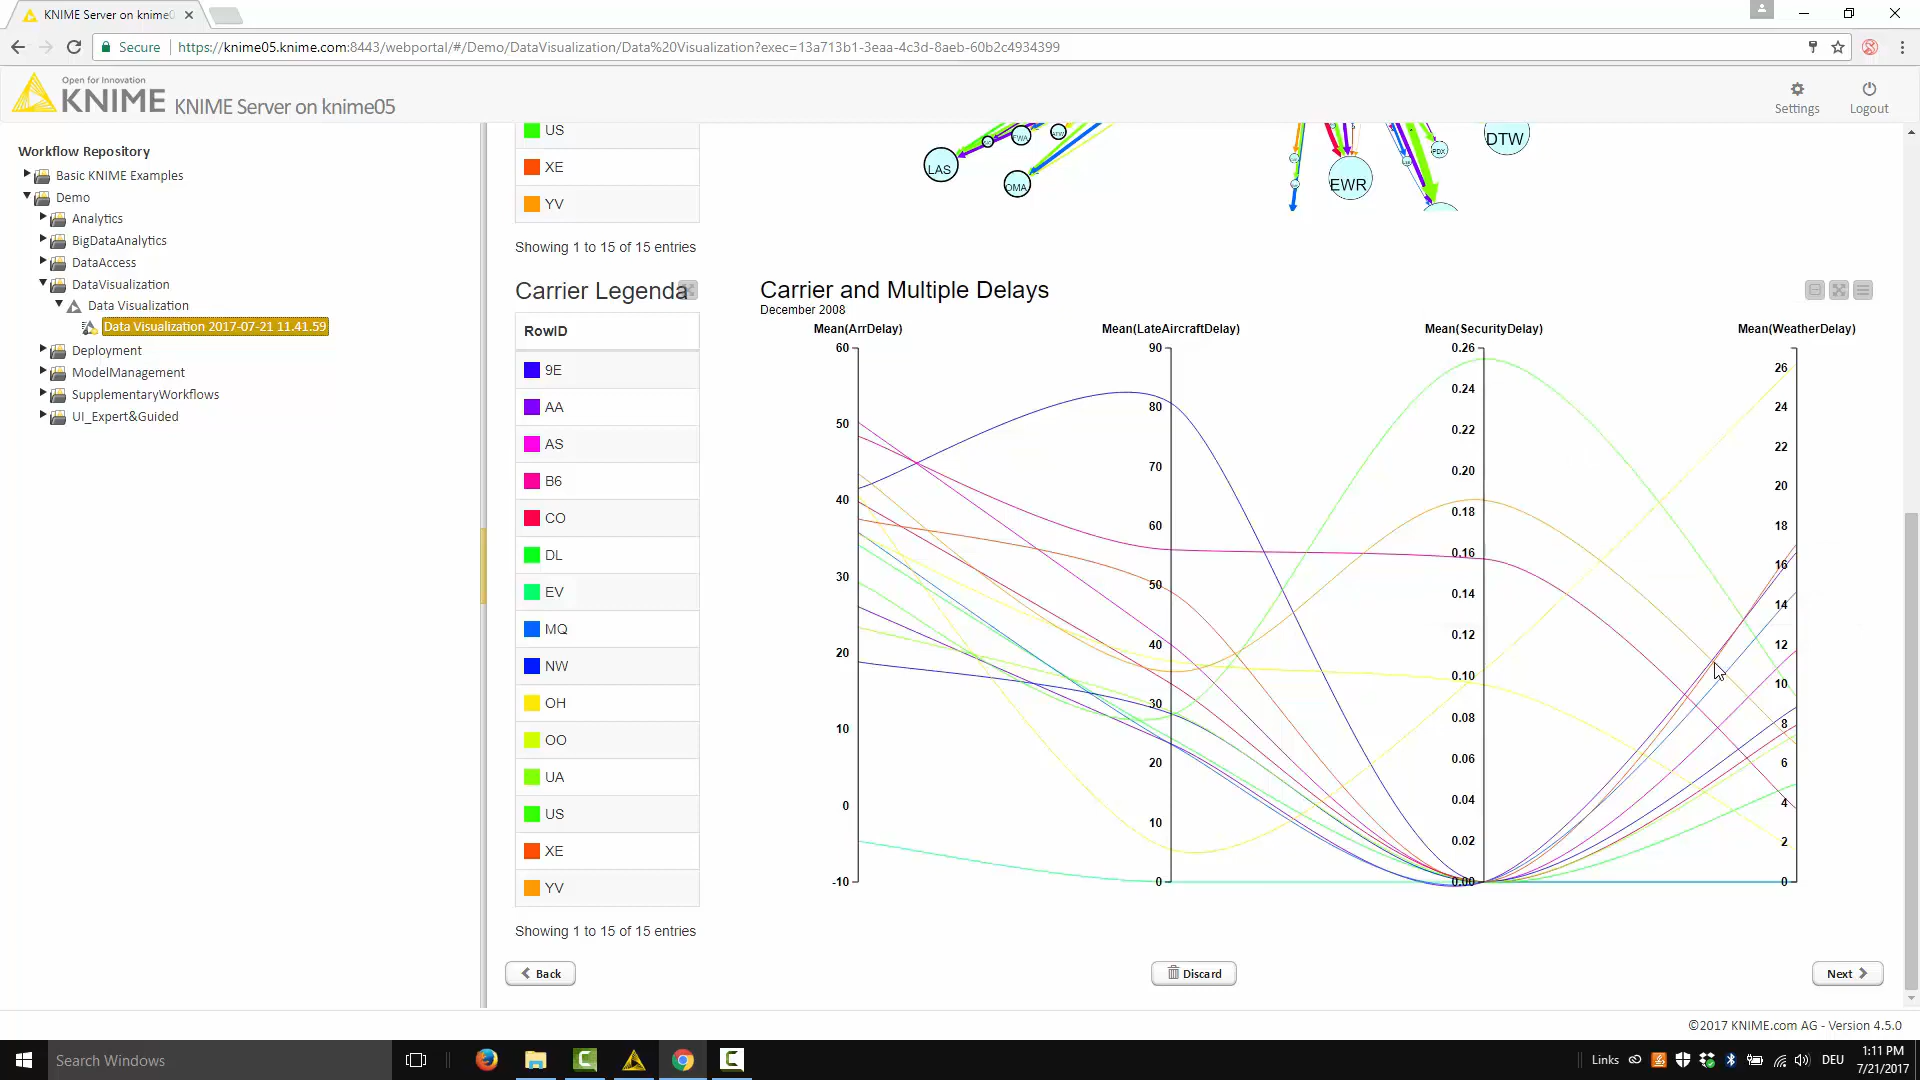 KNIME Server on knime0
Secure
https://knime05.knime.com:8443/webportal/#/Demo/DataVisualization/Data%20Visualization?exec=13a713b1-3eaa-4c3d-8aeb-60b2c4934399
Open for Innovation
KNIME
KNIME Server on knime05
Settings
Logout
Workflow Repository
Basic KNIME Examples
Demo
Analytics
BigDataAnalytics
DataAccess
DataVisualization
Data Visualization
Data Visualization 2017-07-21 11.41.59
Deployment
ModelManagement
SupplementaryWorkflows
UI_Expert&Guided
US
XE
YV
Showing 1 to 15 of 15 entries
LAS
OMA
EWR
PDX
DTW
Carrier Legenda
RowID
9E
AA
AS
B6
CO
DL
EV
MQ
NW
OH
OO
UA
US
XE
YV
Showing 1 to 15 of 15 entries
Carrier and Multiple Delays
December 2008
Mean(ArrDelay)
60
50
40
30
20
10
0
-10
Mean(LateAircraftDelay)
90
80
70
60
50
40
30
20
10
0
Mean(SecurityDelay)
0.26
0.24
0.22
0.20
0.18
0.16
0.14
0.12
0.10
0.08
0.06
0.04
0.02
0.00
Mean(WeatherDelay)
26
24
22
20
18
16
14
12
10
8
6
4
2
0
Back
Discard
Next
©2017 KNIME.com AG - Version 4.5.0
Search Windows
Links
DEU
1:11 PM
7/21/2017